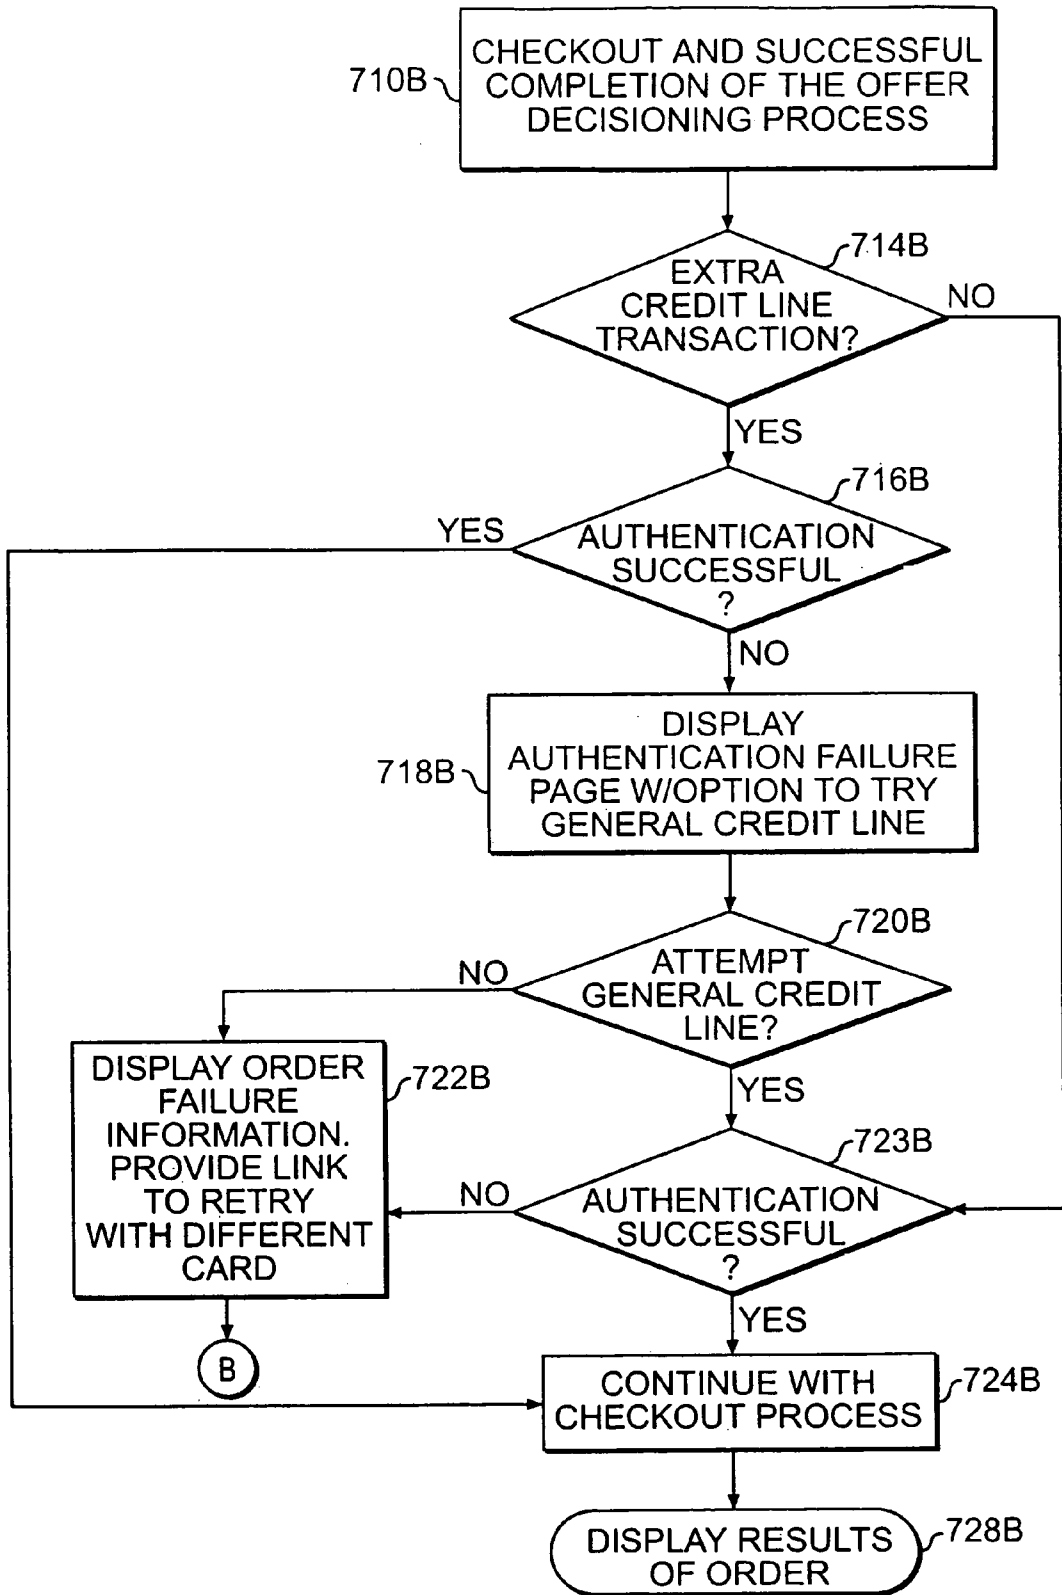 CHECKOUT AND SUCCESSFUL
COMPLETION OF THE OFFER
DECISIONING PROCESS
710B
714B
EXTRA
CREDIT LINE
TRANSACTION?
NO
YES
716B
YES
AUTHENTICATION
SUCCESSFUL
?
NO
DISPLAY
AUTHENTICATION FAILURE
PAGE W/OPTION TO TRY
GENERAL CREDIT LINE
718B
720B
NO
ATTEMPT
GENERAL CREDIT
LINE?
YES
DISPLAY ORDER
FAILURE
INFORMATION.
PROVIDE LINK
TO RETRY
WITH DIFFERENT
CARD
722B
723B
NO
AUTHENTICATION
SUCCESSFUL
?
YES
B
CONTINUE WITH
CHECKOUT PROCESS
724B
DISPLAY RESULTS
OF ORDER
728B